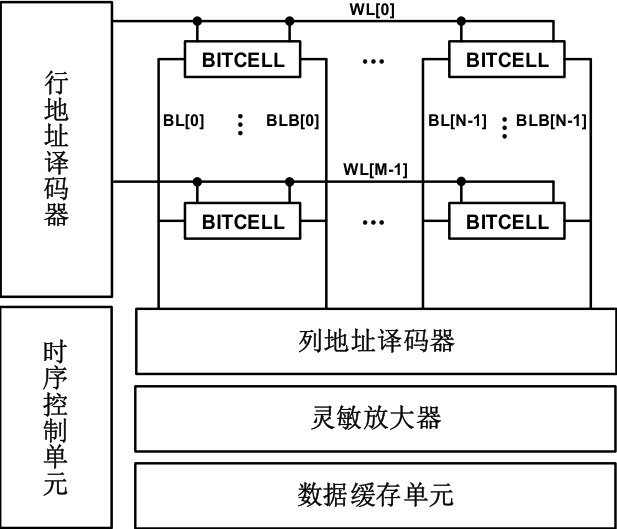 WL[0]
BITCELL ... BITCELL
BL[0] BLB[0] BL[N-1] BLB[N-1]
WL[M-1]
BITCELL ... BITCELL
行地址译码器
列地址译码器
时序控制单元
灵敏放大器
数据缓存单元